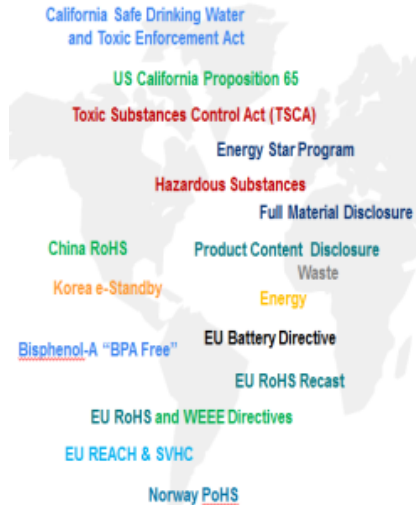 California Safe Drinking Water
and Toxic Enforcement Act
US California Proposition 65
Toxic Substances Control Act (TSCA)
Energy Star Program
Hazardous Substances
Full Material Disclosure
China RoHS
Product Content Disclosure
Waste
Korea e-Standby
Energy
EU Battery Directive
Bisphenol-A “BPA Free”
EU RoHS Recast
EU RoHS and WEEE Directives
EU REACH & SVHC
Norway PoHS